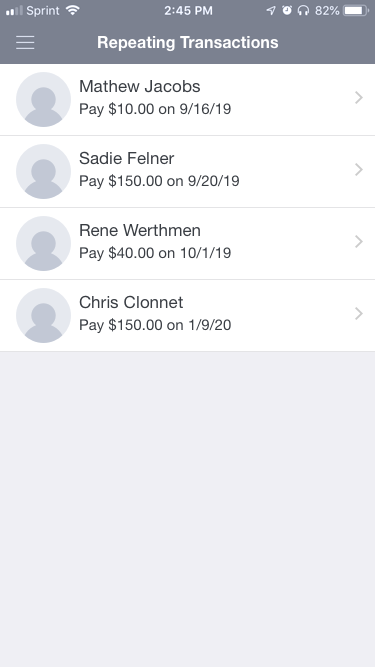 Sprint 2:45 PM 82%
Repeating Transactions
Mathew Jacobs
Pay $10.00 on 9/16/19
Sadie Felner
Pay $150.00 on 9/20/19
Rene Werthmen
Pay $40.00 on 10/1/19
Chris Clonnet
Pay $150.00 on 1/9/20